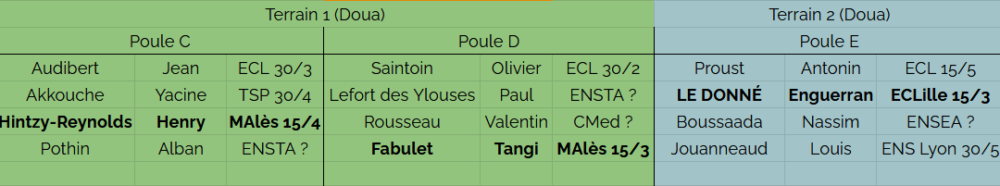 Terrain 1 (Doua) Terrain 2 (Doua)
Poule C Poule D Poule E
Audibert Jean ECL 30/3 Saintoin Olivier ECL 30/2 Proust Antonin ECL 15/5
Akkouche Yacine TSP 30/4 Lefort des Ylouses Paul ENSTA ? LE DONNÉ Enguerran ECLille 15/3
Hintzy-Reynolds Henry MAlès 15/4 Rousseau Valentin CMed ? Boussaada Nassim ENSEA ?
Pothin Alban ENSTA ? Fabulet Tangi MAlès 15/3 Jouanneaud Louis ENS Lyon 30/5